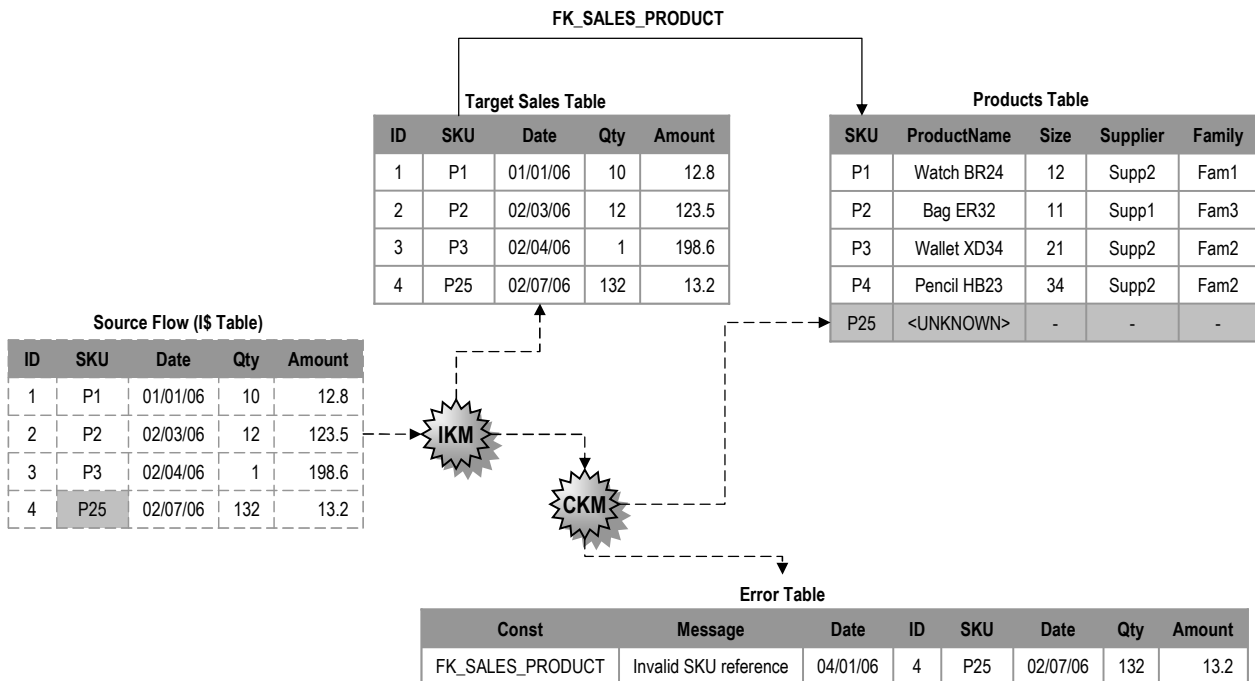 FK_SALES_PRODUCT
Target Sales Table
ID SKU Date Qty Amount
1 P1 01/01/06 10 12.8
2 P2 02/03/06 12 123.5
3 P3 02/04/06 1 198.6
4 P25 02/07/06 132 13.2
Products Table
SKU ProductName Size Supplier Family
P1 Watch BR24 12 Supp2 Fam1
P2 Bag ER32 11 Supp1 Fam3
P3 Wallet XD34 21 Supp2 Fam2
P4 Pencil HB23 34 Supp2 Fam2
P25 <UNKNOWN> - - -
Source Flow (I$ Table)
ID SKU Date Qty Amount
1 P1 01/01/06 10 12.8
2 P2 02/03/06 12 123.5
3 P3 02/04/06 1 198.6
4 P25 02/07/06 132 13.2
IKM
CKM
Error Table
Const Message Date ID SKU Date Qty Amount
FK_SALES_PRODUCT Invalid SKU reference 04/01/06 4 P25 02/07/06 132 13.2